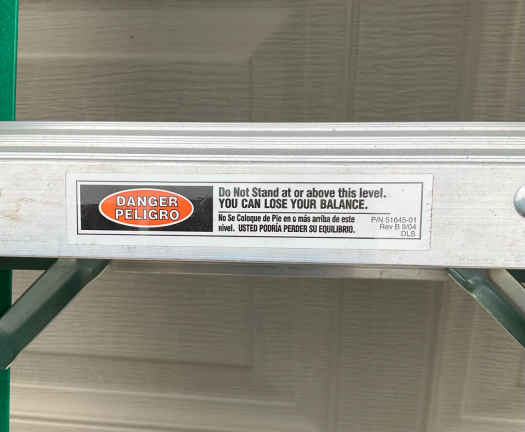 DANGER
PELIGRO
Do Not Stand at or above this level.
YOU CAN LOSE YOUR BALANCE.
No Se Coloque de Pie en o más arriba de este
nivel. USTED PODRÍA PERDER SU EQUILIBRIO.
P/N 51645-01
Rev B 9/04
DLS